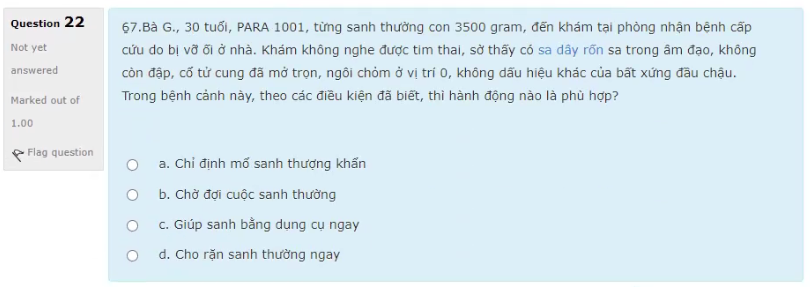 Question 22
Not yet
answered
Marked out of
1.00
Flag question
67.Bà G., 30 tuổi, PARA 1001, từng sanh thường con 3500 gram, đến khám tại phòng nhận bệnh cấp
cứu do bị vỡ ối ở nhà. Khám không nghe được tim thai, sờ thấy có sa dây rốn sa trong âm đạo, không
còn đập, cổ tử cung đã mở trọn, ngôi chỏm ở vị trí 0, không dấu hiệu khác của bất xứng đầu chậu.
Trong bệnh cảnh này, theo các điều kiện đã biết, thì hành động nào là phù hợp?
a. Chỉ định mổ sanh thượng khẩn
b. Chờ đợi cuộc sanh thường
c. Giúp sanh bằng dụng cụ ngay
d. Cho rặn sanh thường ngay